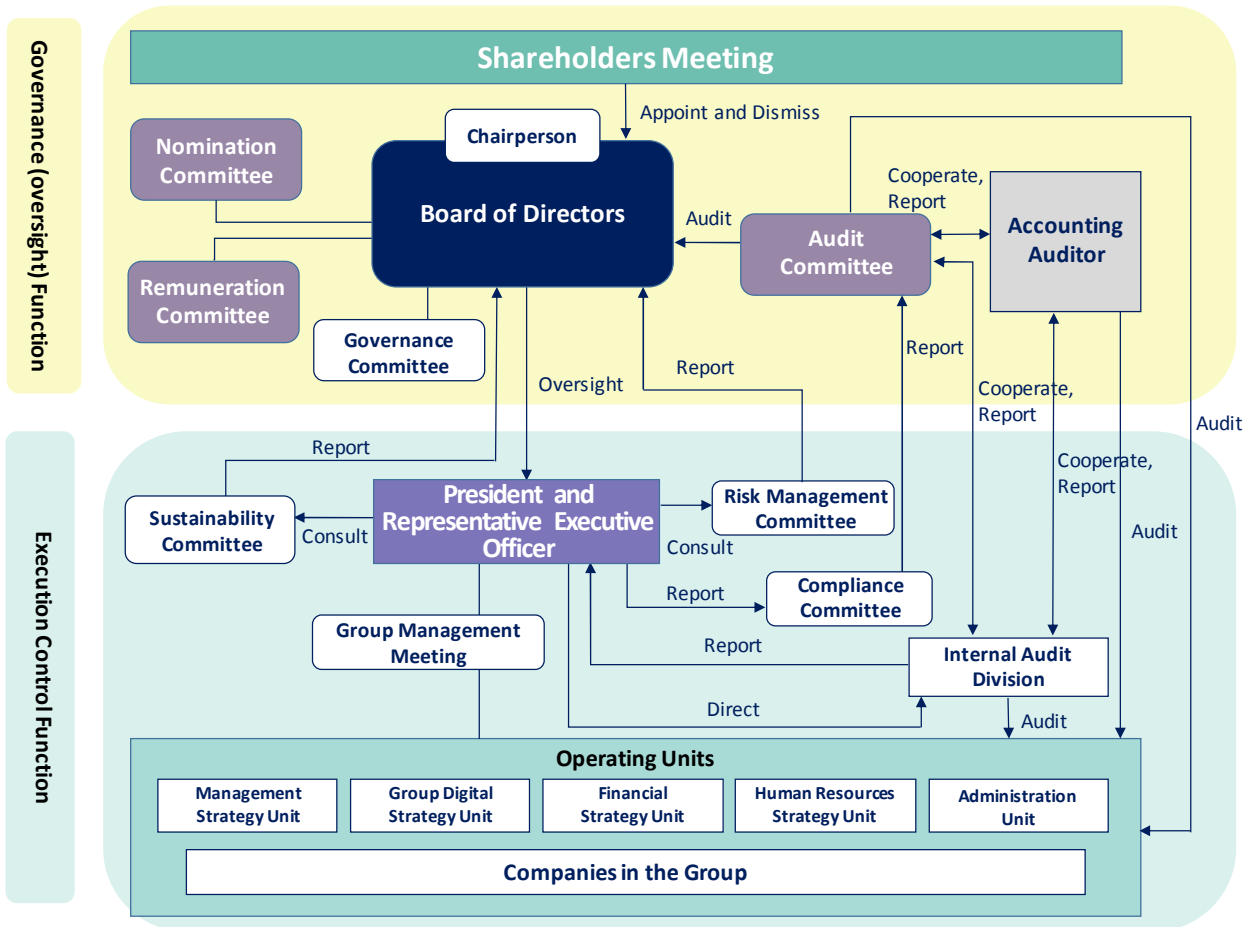 Governance (oversight) Function
Shareholders Meeting
Appoint and Dismiss
Chairperson
Board of Directors
Nomination
Committee
Remuneration
Committee
Governance
Committee
Audit
Audit
Committee
Cooperate,
Report
Accounting
Auditor
Report
Oversight
Report
Cooperate,
Report
Audit
Execution Control Function
Report
Sustainability
Committee
Consult
President and
Representative Executive
Officer
Consult
Risk Management
Committee
Cooperate,
Report
Audit
Report
Compliance
Committee
Group Management
Meeting
Report
Internal Audit
Division
Direct
Audit
Operating Units
Management
Strategy Unit
Group Digital
Strategy Unit
Financial
Strategy Unit
Human Resources
Strategy Unit
Administration
Unit
Companies in the Group